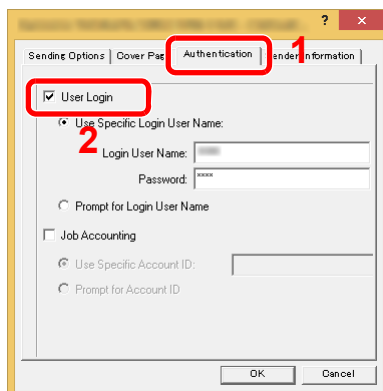 ? ×
Sending Options Cover Pag Authentication ender nformation 1
User Login
Use Specific Login User Name:
2
Login User Name:
Password: ****
Prompt for Login User Name
Job Accounting
Use Specific Account ID:
Prompt for Account ID
OK Cancel